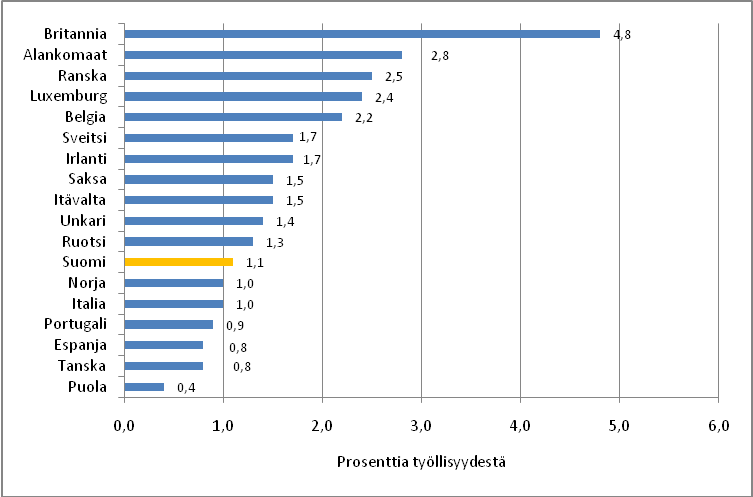 Britannia 4,8
Alankomaat 2,8
Ranska 2,5
Luxemburg 2,4
Belgia 2,2
Sveitsi 1,7
Irlanti 1,7
Saksa 1,5
Itävalta 1,5
Unkari 1,4
Ruotsi 1,3
Suomi 1,1
Norja 1,0
Italia 1,0
Portugali 0,9
Espanja 0,8
Tanska 0,8
Puola 0,4
0,0 1,0 2,0 3,0 4,0 5,0 6,0
Prosenttia työllisyydestä